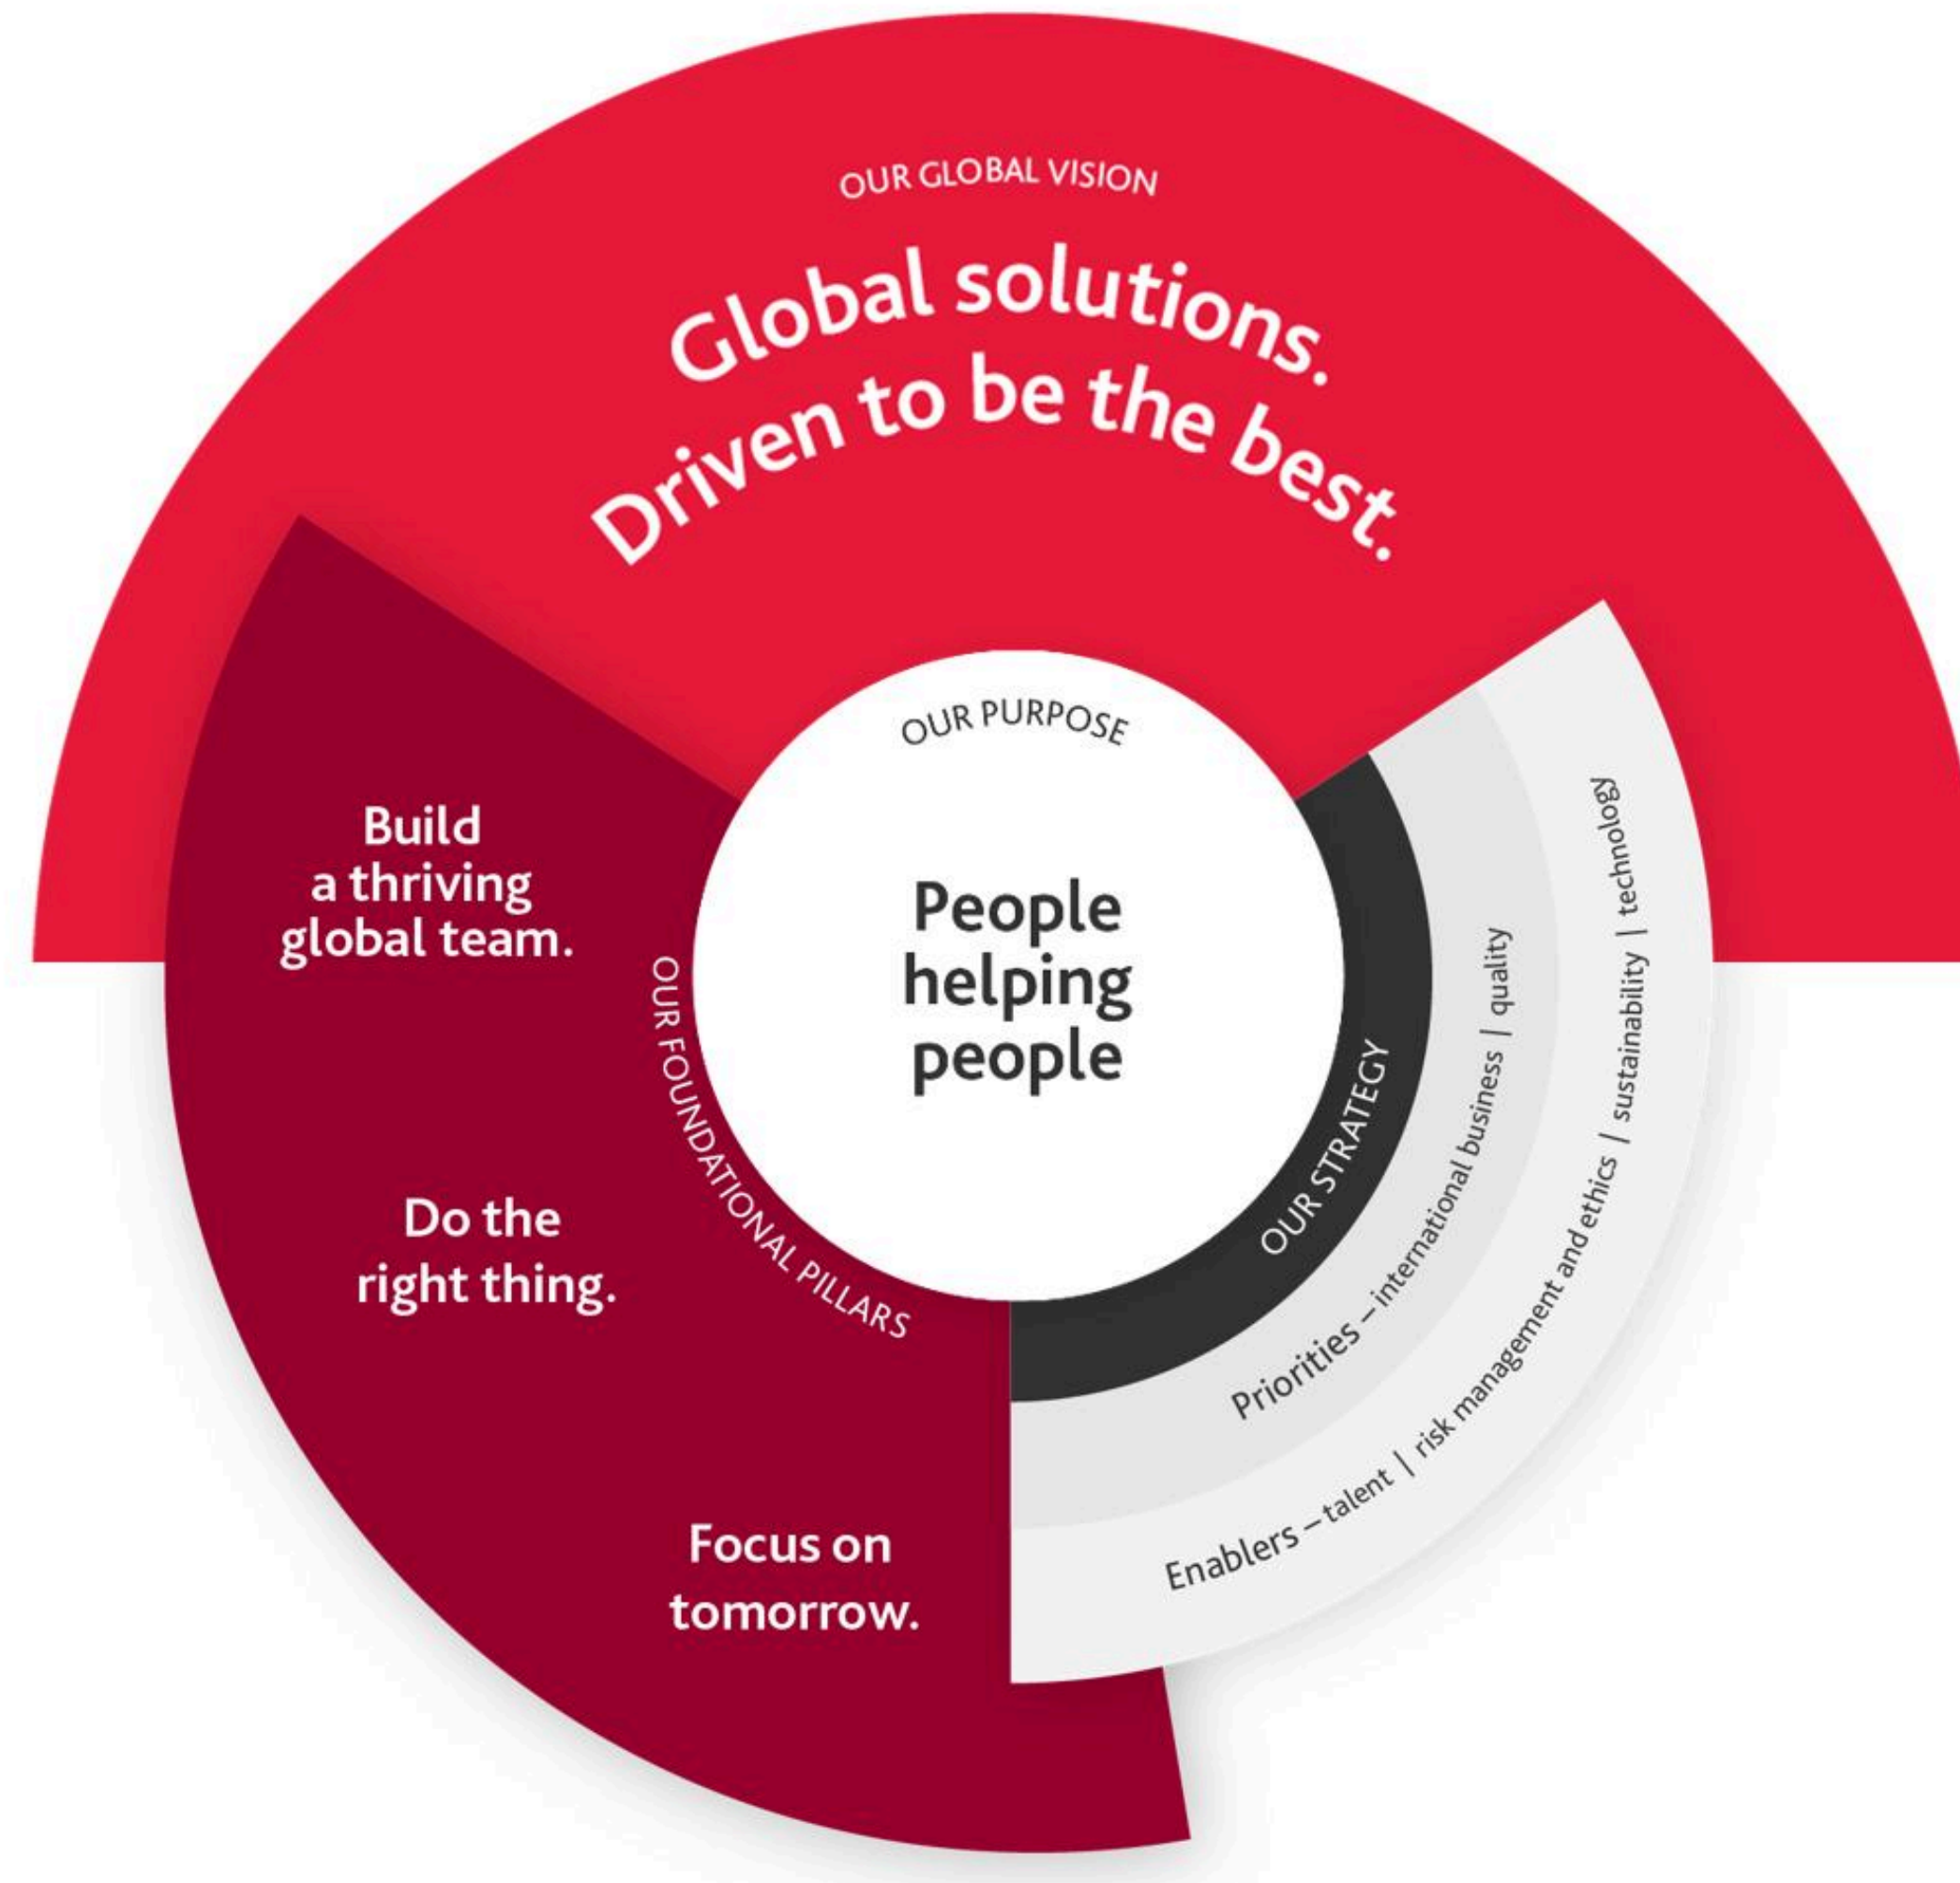 OUR GLOBAL VISION
Global solutions.
Driven to be the best.
OUR PURPOSE
People
helping
people
OUR FOUNDATIONAL PILLARS
Build
a thriving
global team.
Do the
right thing.
Focus on
tomorrow.
OUR STRATEGY
Priorities – international business | quality
Enablers – talent | risk management and ethics | sustainability | technology